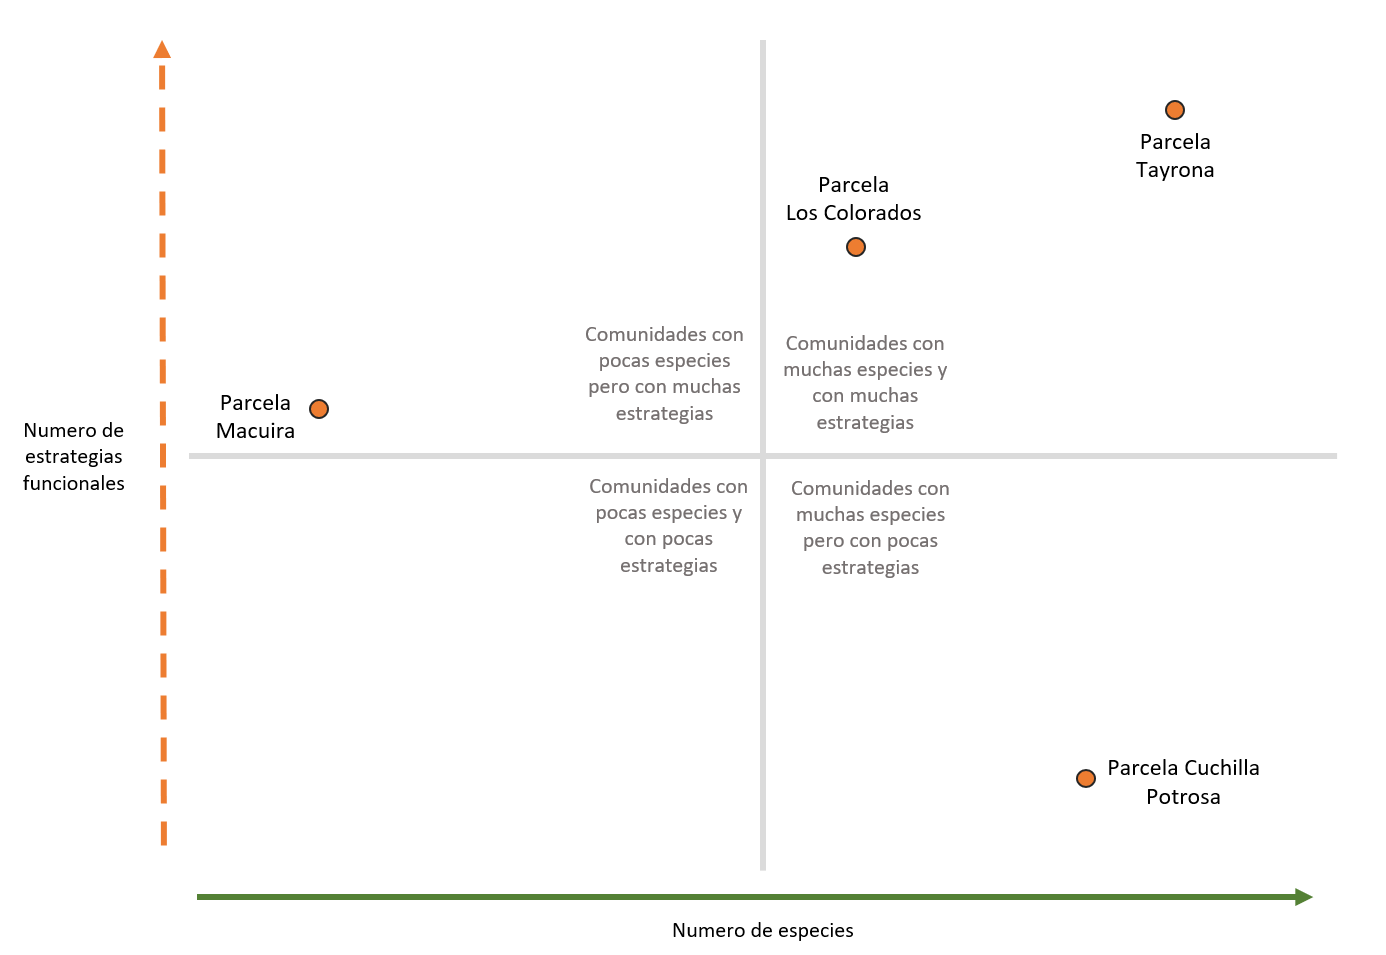 Parcela
Tayrona
Parcela
Los Colorados
Comunidades con
pocas especies
pero con muchas
estrategias
Comunidades con
muchas especies y
con muchas
estrategias
Parcela
Macuira
Numero de
estrategias
funcionales
Comunidades con
pocas especies y
con pocas
estrategias
Comunidades con
muchas especies
pero con pocas
estrategias
Parcela Cuchilla
Potrosa
Numero de especies